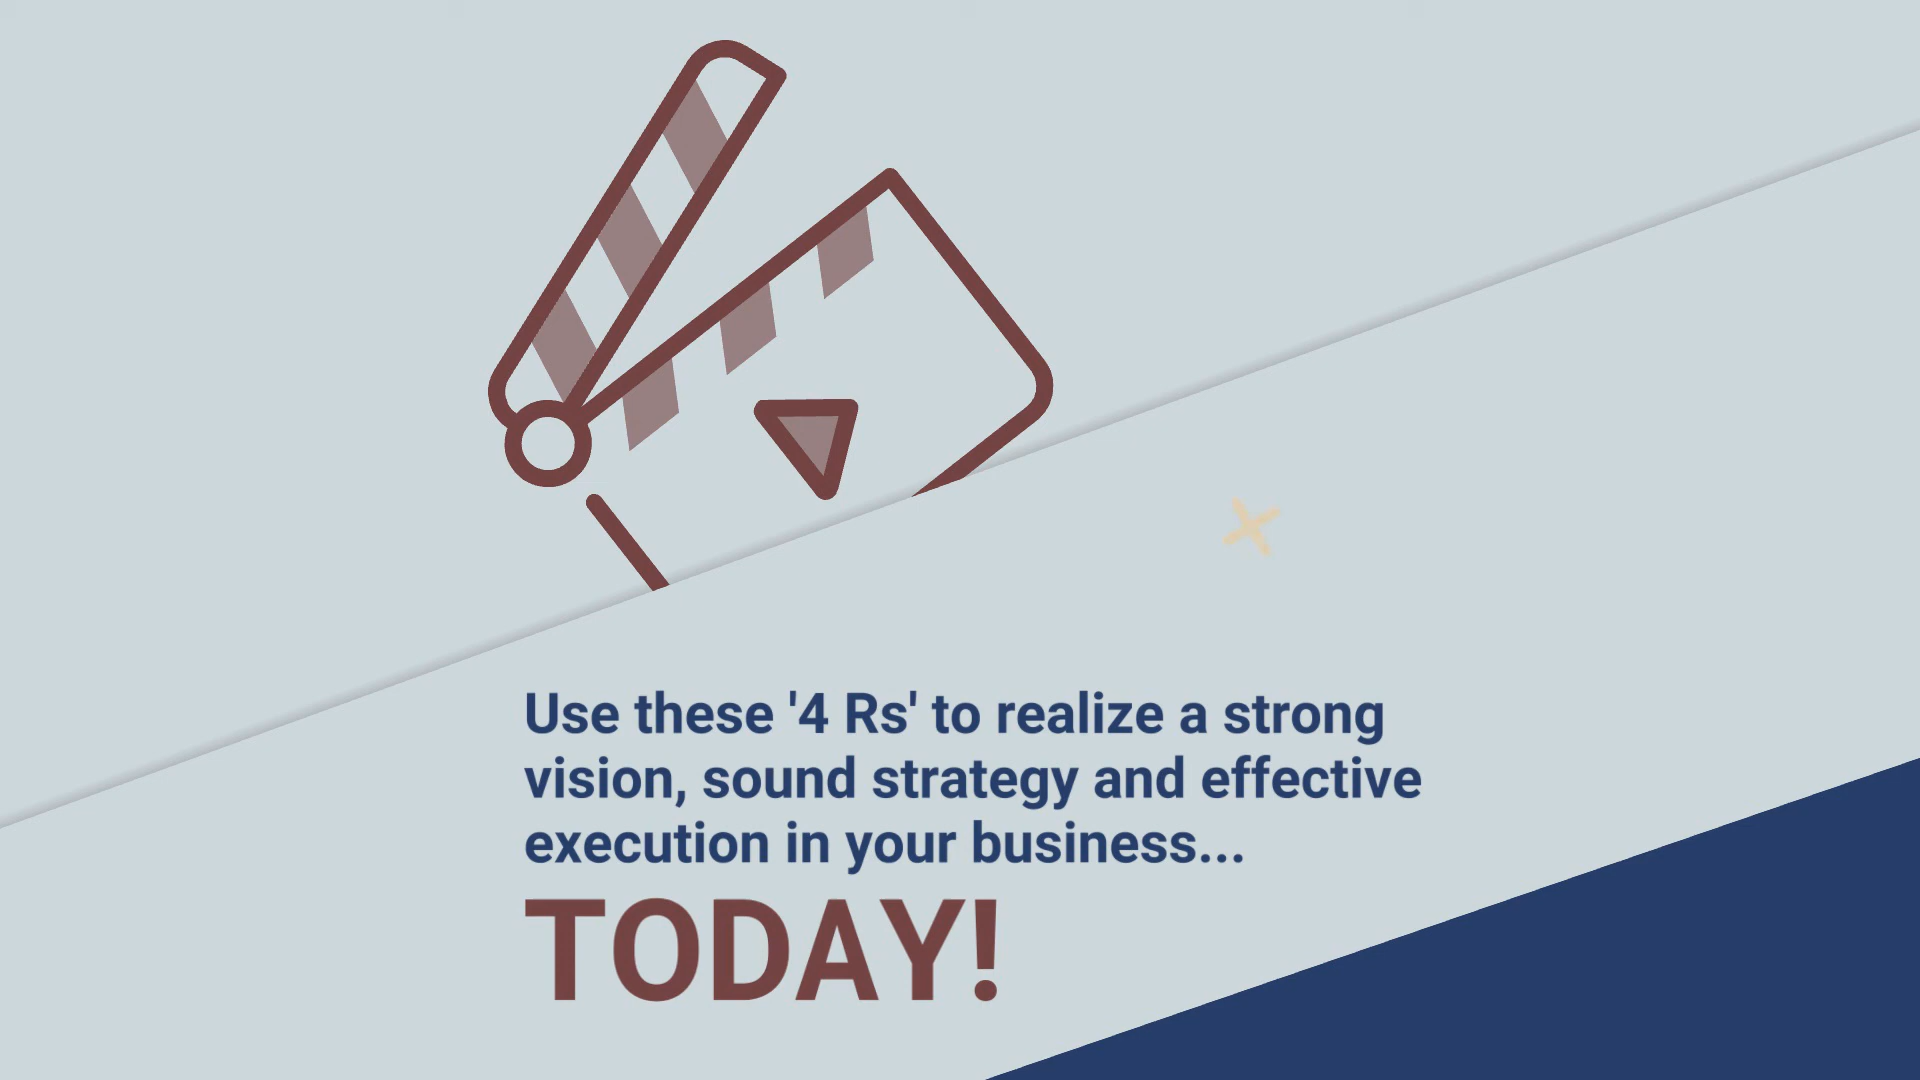 Use these '4 Rs' to realize a strong
vision, sound strategy and effective
execution in your business...
TODAY!